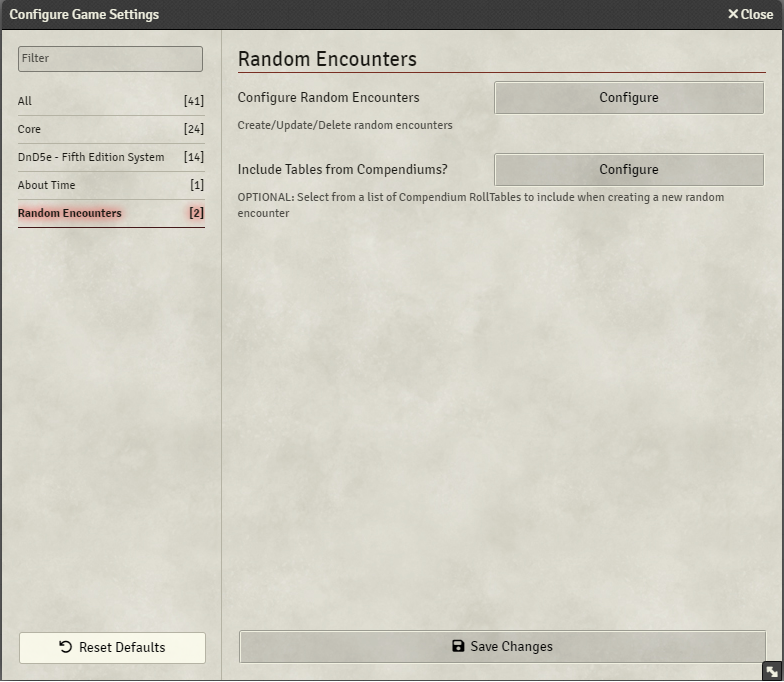 Configure Game Settings
Close
Filter
All [41]
Core [24]
DnD5e - Fifth Edition System [14]
About Time [1]
Random Encounters [2]
Reset Defaults
Random Encounters
Configure Random Encounters
Configure
Create/Update/Delete random encounters
Include Tables from Compendiums?
Configure
OPTIONAL: Select from a list of Compendium RollTables to include when creating a new random
encounter
Save Changes